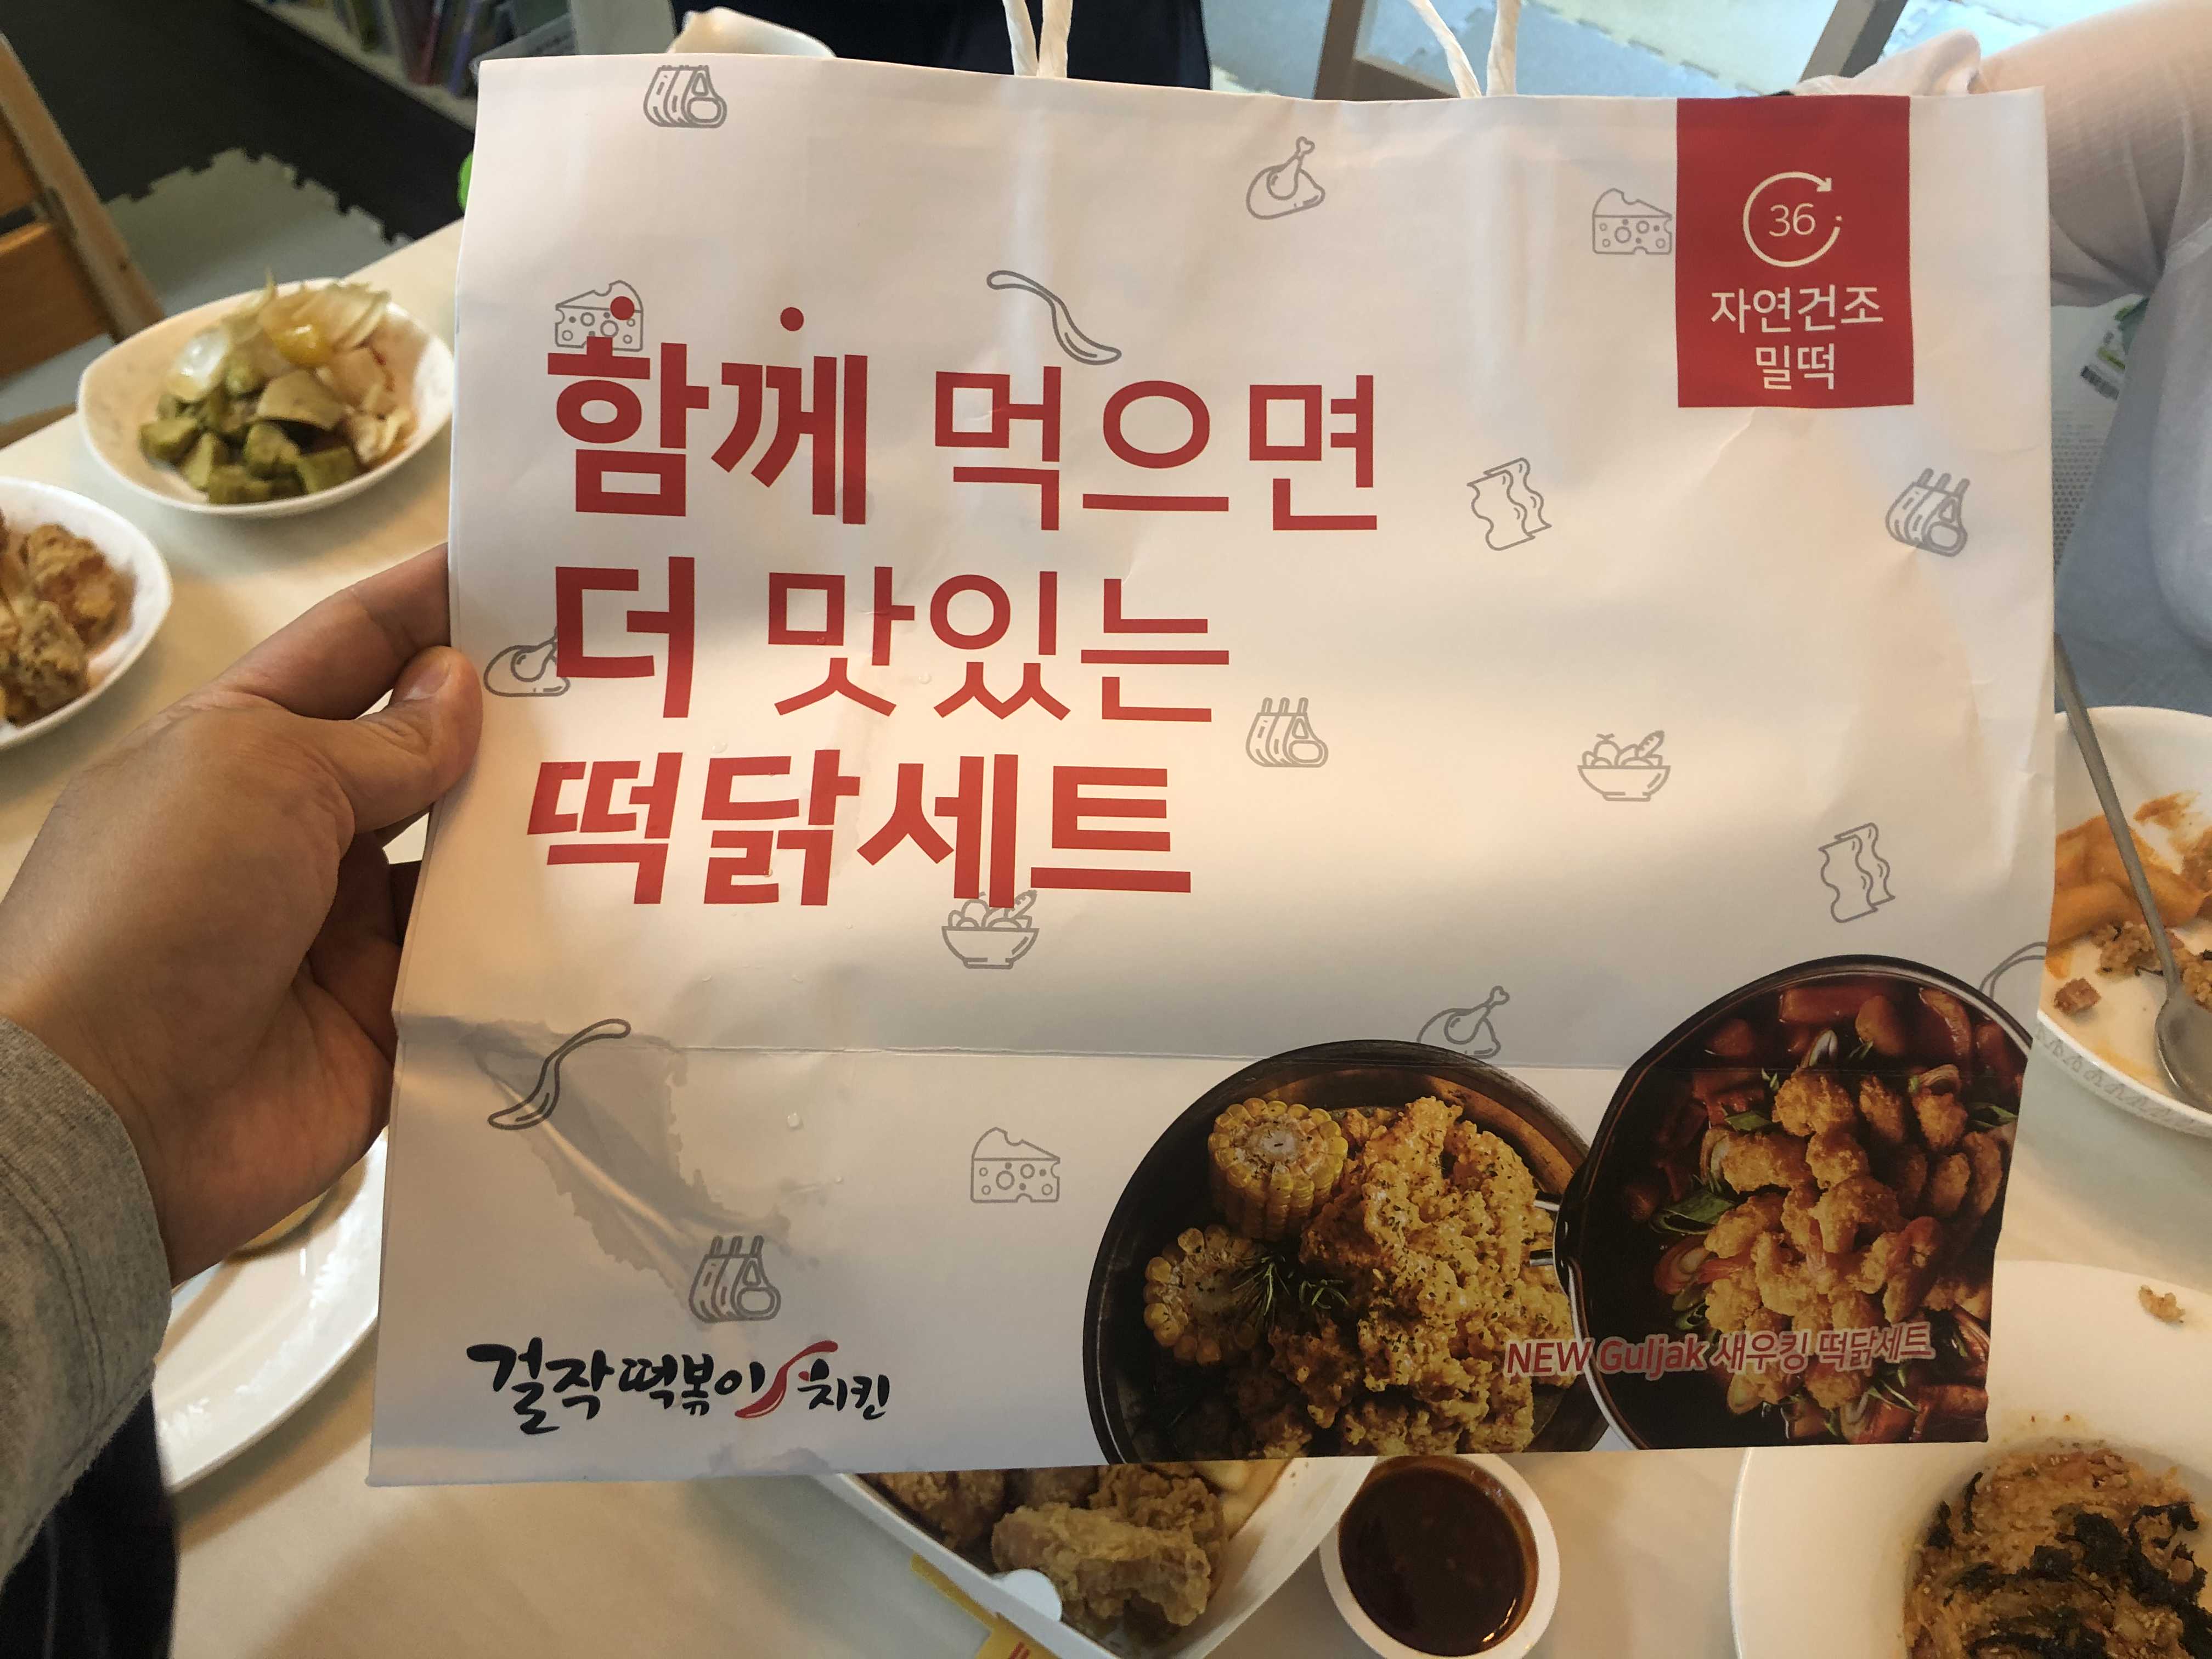 36
자연건조
밀떡
함께 먹으면
더 맛있는
떡닭세트
NEW Guljak 새우킹 떡닭세트
걸작떡볶이치킨